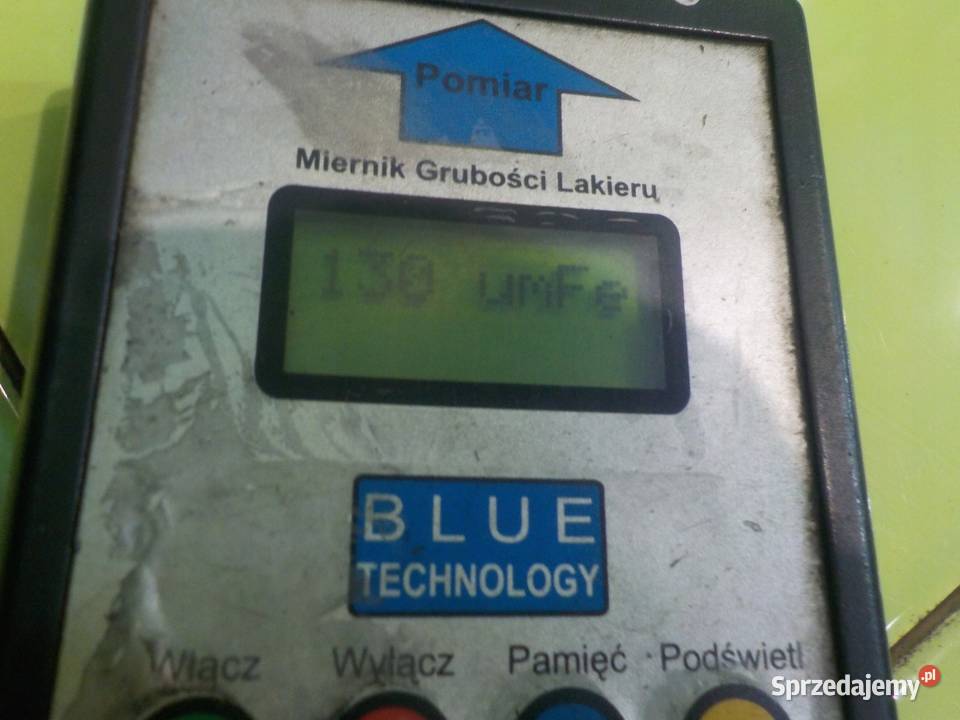 Pomiar
Miernik Grubości Lakieru
130 umFe
BLUE
TECHNOLOGY
Włącz Wyłącz Pamięć Podświetl
Sprzedajemy.pl